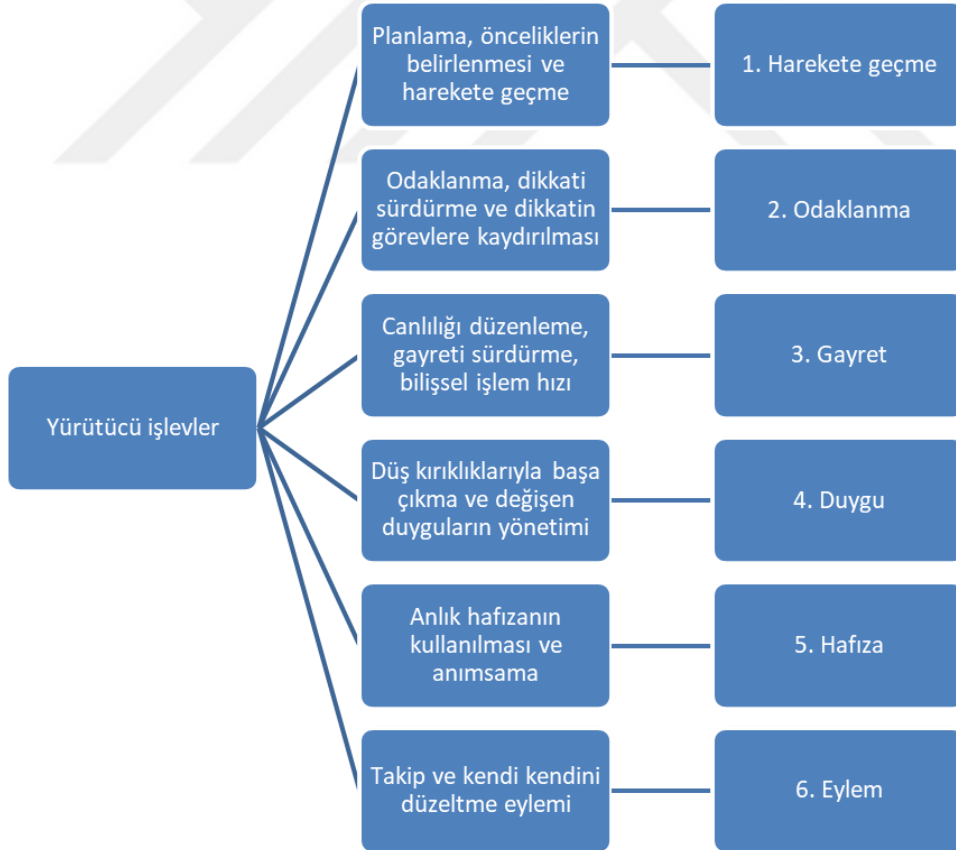 Planlama, önceliklerin
belirlenmesi ve
harekete geçme
1. Harekete geçme
Odaklanma, dikkati
sürdürme ve dikkatin
görevlere kaydırılması
2. Odaklanma
Canlılığı düzenleme,
gayreti sürdürme,
bilişsel işlem hızı
3. Gayret
Yürütücü işlevler
Düş kırıklıklarıyla başa
çıkma ve değişen
duyguların yönetimi
4. Duygu
Anlık hafızanın
kullanılması ve
anımsama
5. Hafıza
Takip ve kendi kendini
düzeltme eylemi
6. Eylem